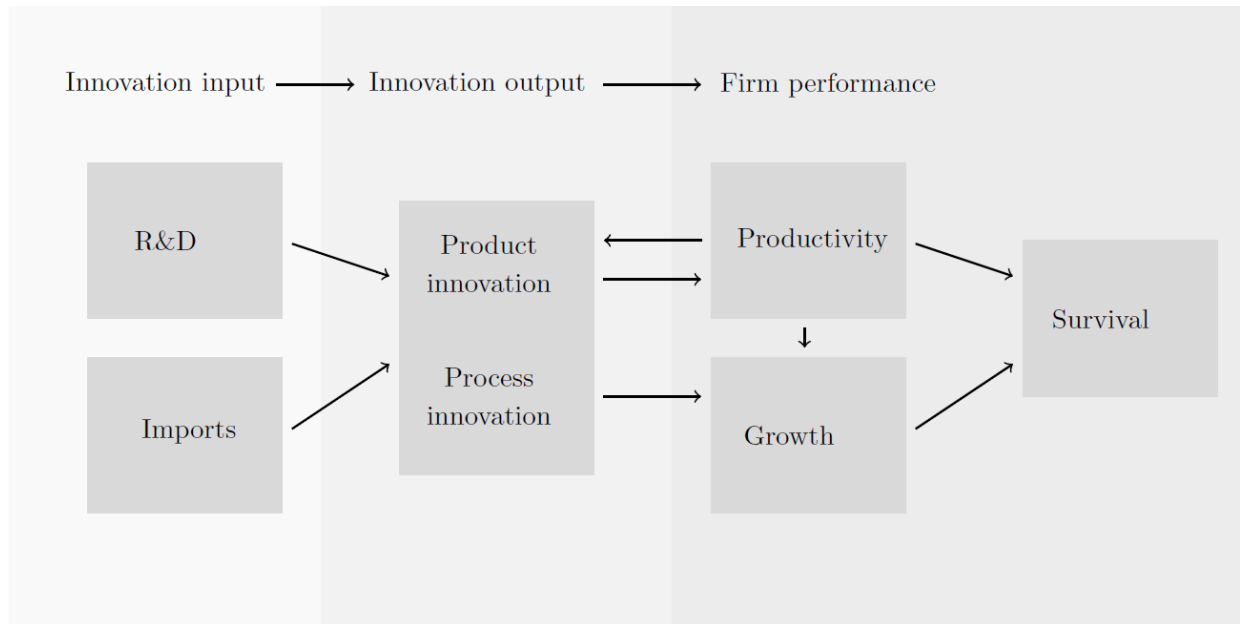 Innovation input
Innovation output
Firm performance
R&D
Imports
Product
innovation
Process
innovation
Productivity
Growth
Survival